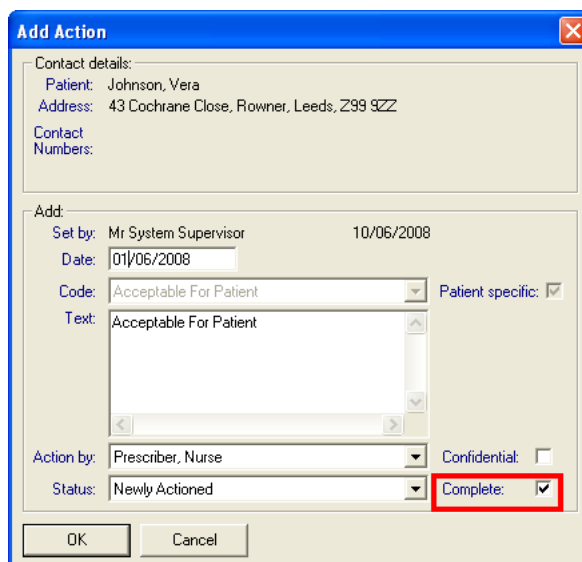 Add Action
Contact details:
Patient: Johnson, Vera
Address: 43 Cochrane Close, Rowner, Leeds, Z99 9ZZ
Contact
Numbers:
Add:
Set by: Mr System Supervisor 10/06/2008
Date: 01/06/2008
Code: Acceptable For Patient Patient specific:
Text: Acceptable For Patient
Action by: Prescriber, Nurse Confidential:
Status: Newly Actioned Complete:
OK Cancel